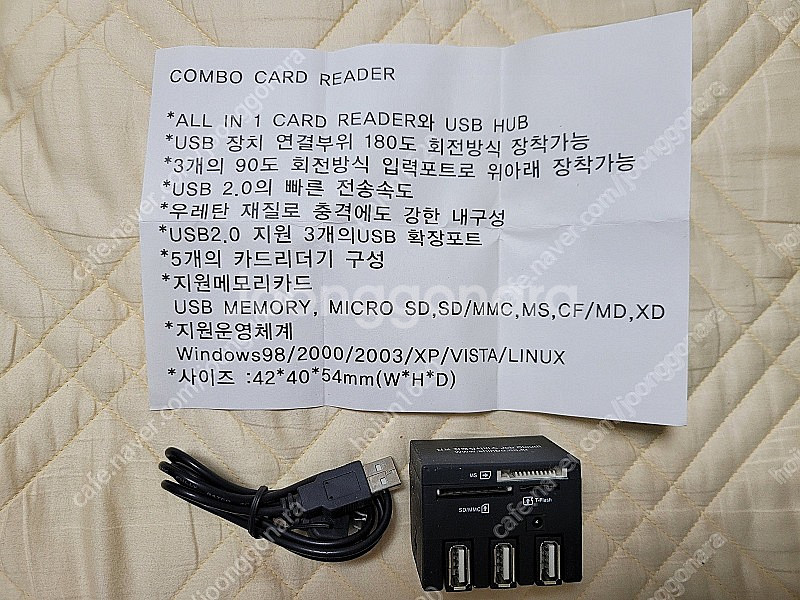 COMBO CARD READER
*ALL IN 1 CARD READER와 USB HUB
*USB 장치 연결부위 180도 회전방식 장착가능
*3개의 90도 회전방식 입력포트로 위아래 장착가능
*USB 2.0의 빠른 전송속도
*우레탄 재질로 충격에도 강한 내구성
*USB2.0 지원 3개의USB 확장포트
*5개의 카드리더기 구성
*지원메모리카드
USB MEMORY, MICRO SD,SD/MMC,MS,CF/MD,XD
*지원운영체계
Windows98/2000/2003/XP/VISTA/LINUX
*사이즈 :42*40*54mm(W*H*D)
MS
SD/MMC
T-Flash
joonggonara
cafe.naver.com/joonggonara